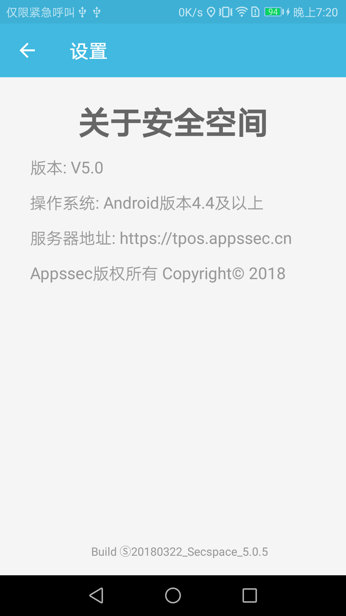 仅限紧急呼叫 0K/s 94 晚上7:20
设置
关于安全空间
版本: V5.0
操作系统: Android版本4.4及以上
服务器地址: https://tpos.appssec.cn
Appssec版权所有 Copyright© 2018
Build Ⓢ20180322_Secspace_5.0.5